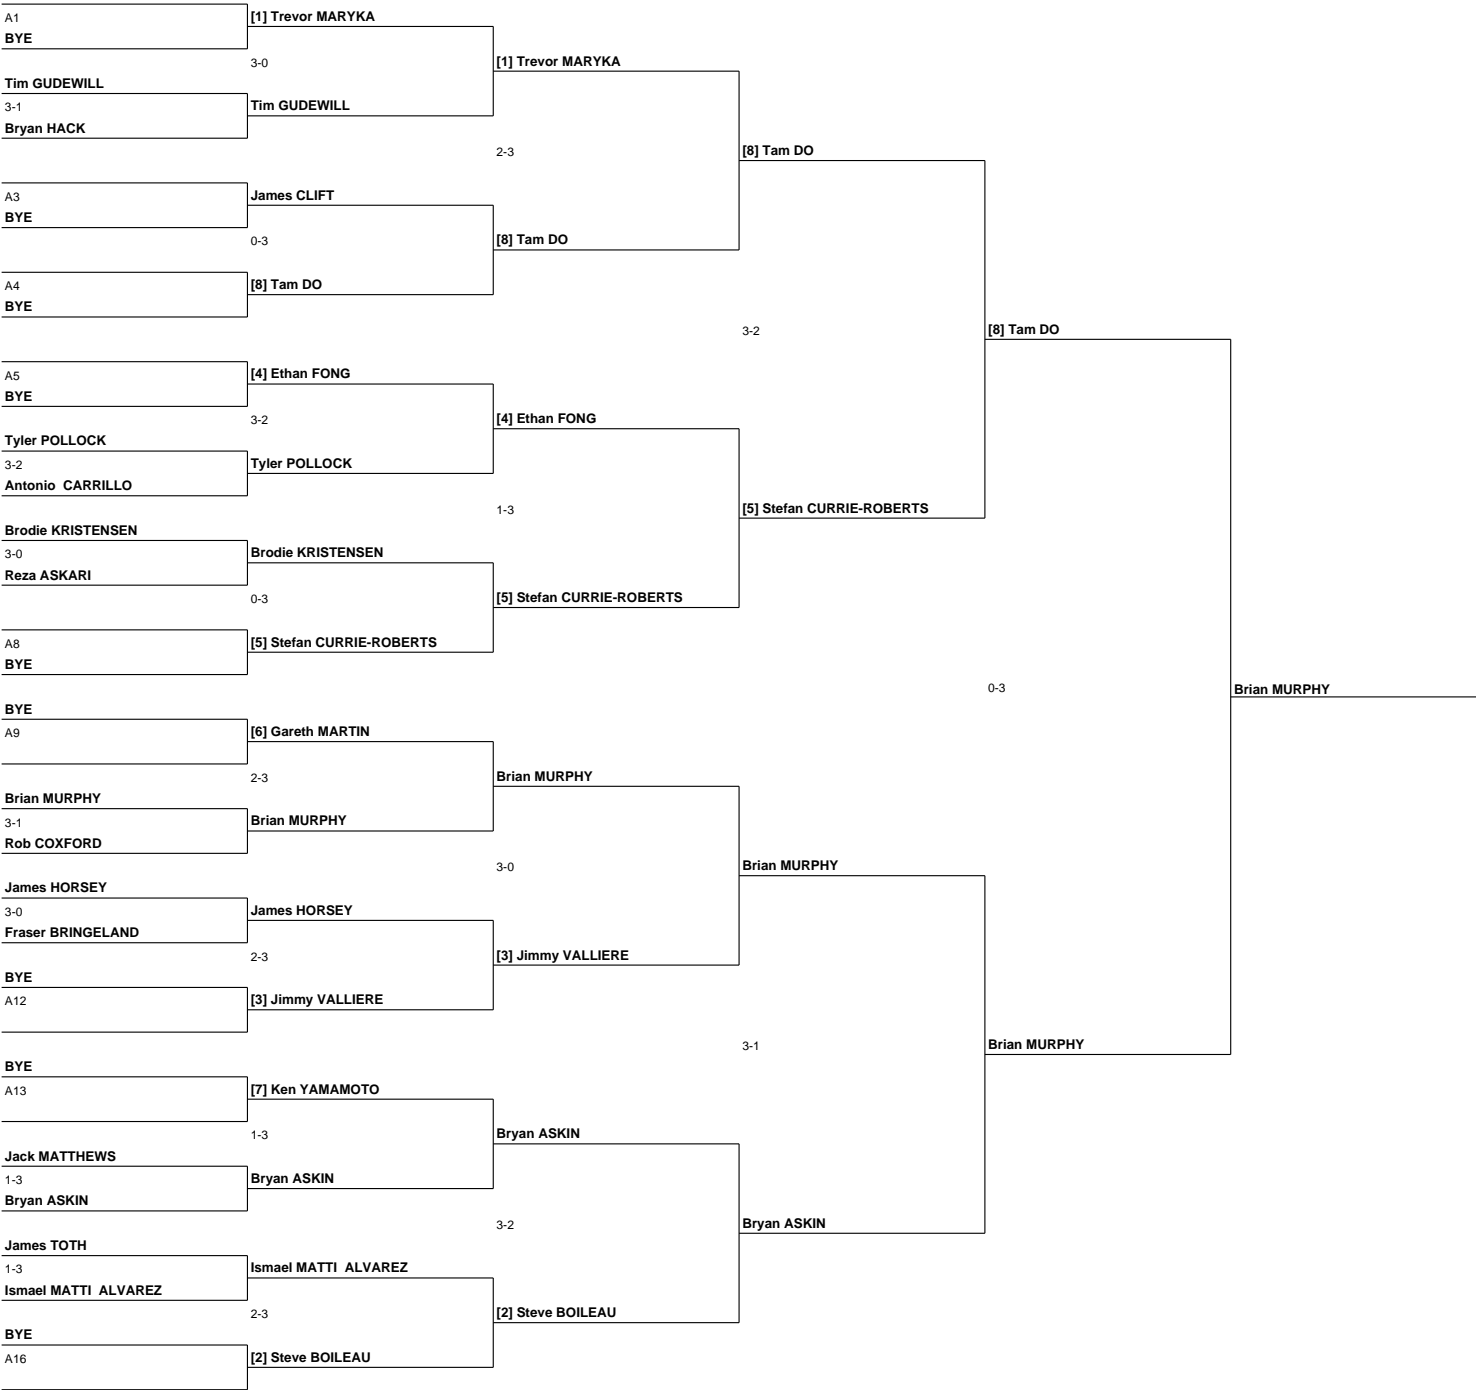 A1
[1] Trevor MARYKA
BYE
3-0
[1] Trevor MARYKA
Tim GUDEWILL
3-1
Tim GUDEWILL
Bryan HACK
2-3
[8] Tam DO
A3
James CLIFT
BYE
0-3
[8] Tam DO
A4
[8] Tam DO
BYE
3-2
[8] Tam DO
A5
[4] Ethan FONG
BYE
3-2
[4] Ethan FONG
Tyler POLLOCK
3-2
Tyler POLLOCK
Antonio CARRILLO
1-3
[5] Stefan CURRIE-ROBERTS
Brodie KRISTENSEN
3-0
Brodie KRISTENSEN
Reza ASKARI
0-3
[5] Stefan CURRIE-ROBERTS
A8
[5] Stefan CURRIE-ROBERTS
BYE
0-3
Brian MURPHY
BYE
A9
[6] Gareth MARTIN
2-3
Brian MURPHY
Brian MURPHY
3-1
Brian MURPHY
Rob COXFORD
3-0
Brian MURPHY
James HORSEY
3-0
James HORSEY
Fraser BRINGELAND
2-3
[3] Jimmy VALLIERE
BYE
A12
[3] Jimmy VALLIERE
3-1
Brian MURPHY
BYE
A13
[7] Ken YAMAMOTO
1-3
Bryan ASKIN
Jack MATTHEWS
1-3
Bryan ASKIN
Bryan ASKIN
3-2
Bryan ASKIN
James TOTH
1-3
Ismael MATTI ALVAREZ
Ismael MATTI ALVAREZ
2-3
[2] Steve BOILEAU
BYE
A16
[2] Steve BOILEAU